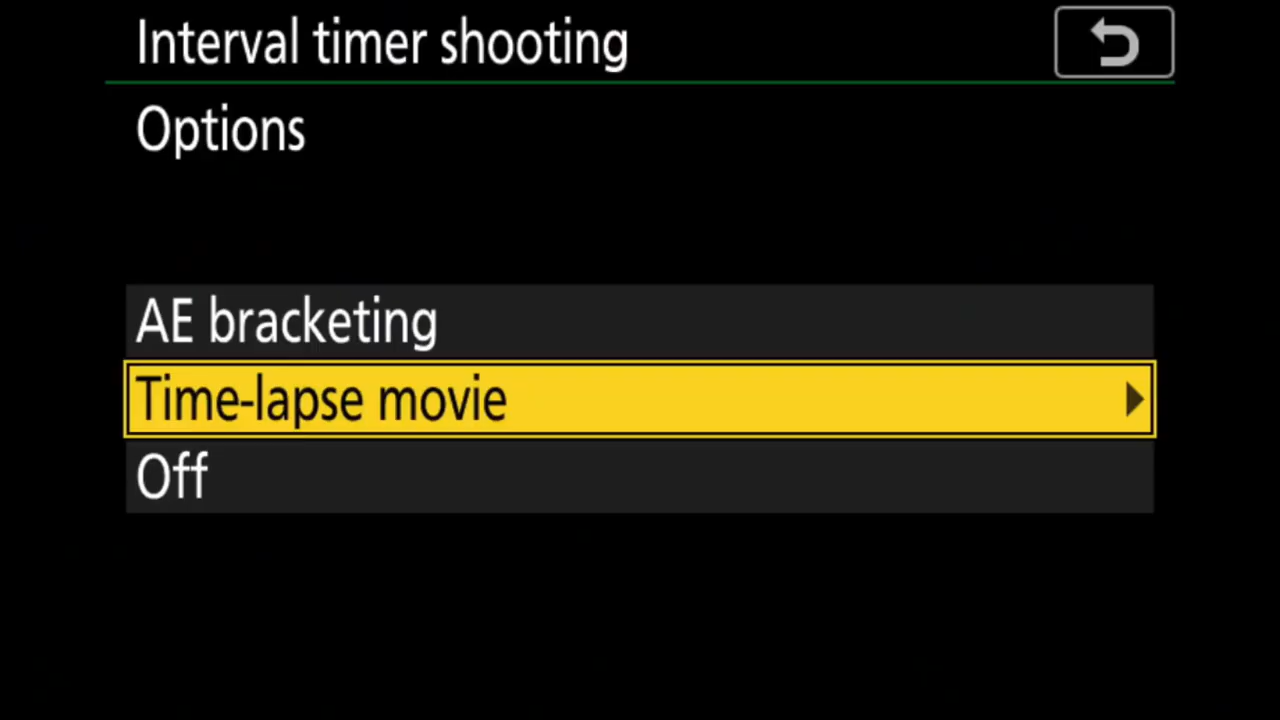 Interval timer shooting
Options
AE bracketing
Time-lapse movie
Off